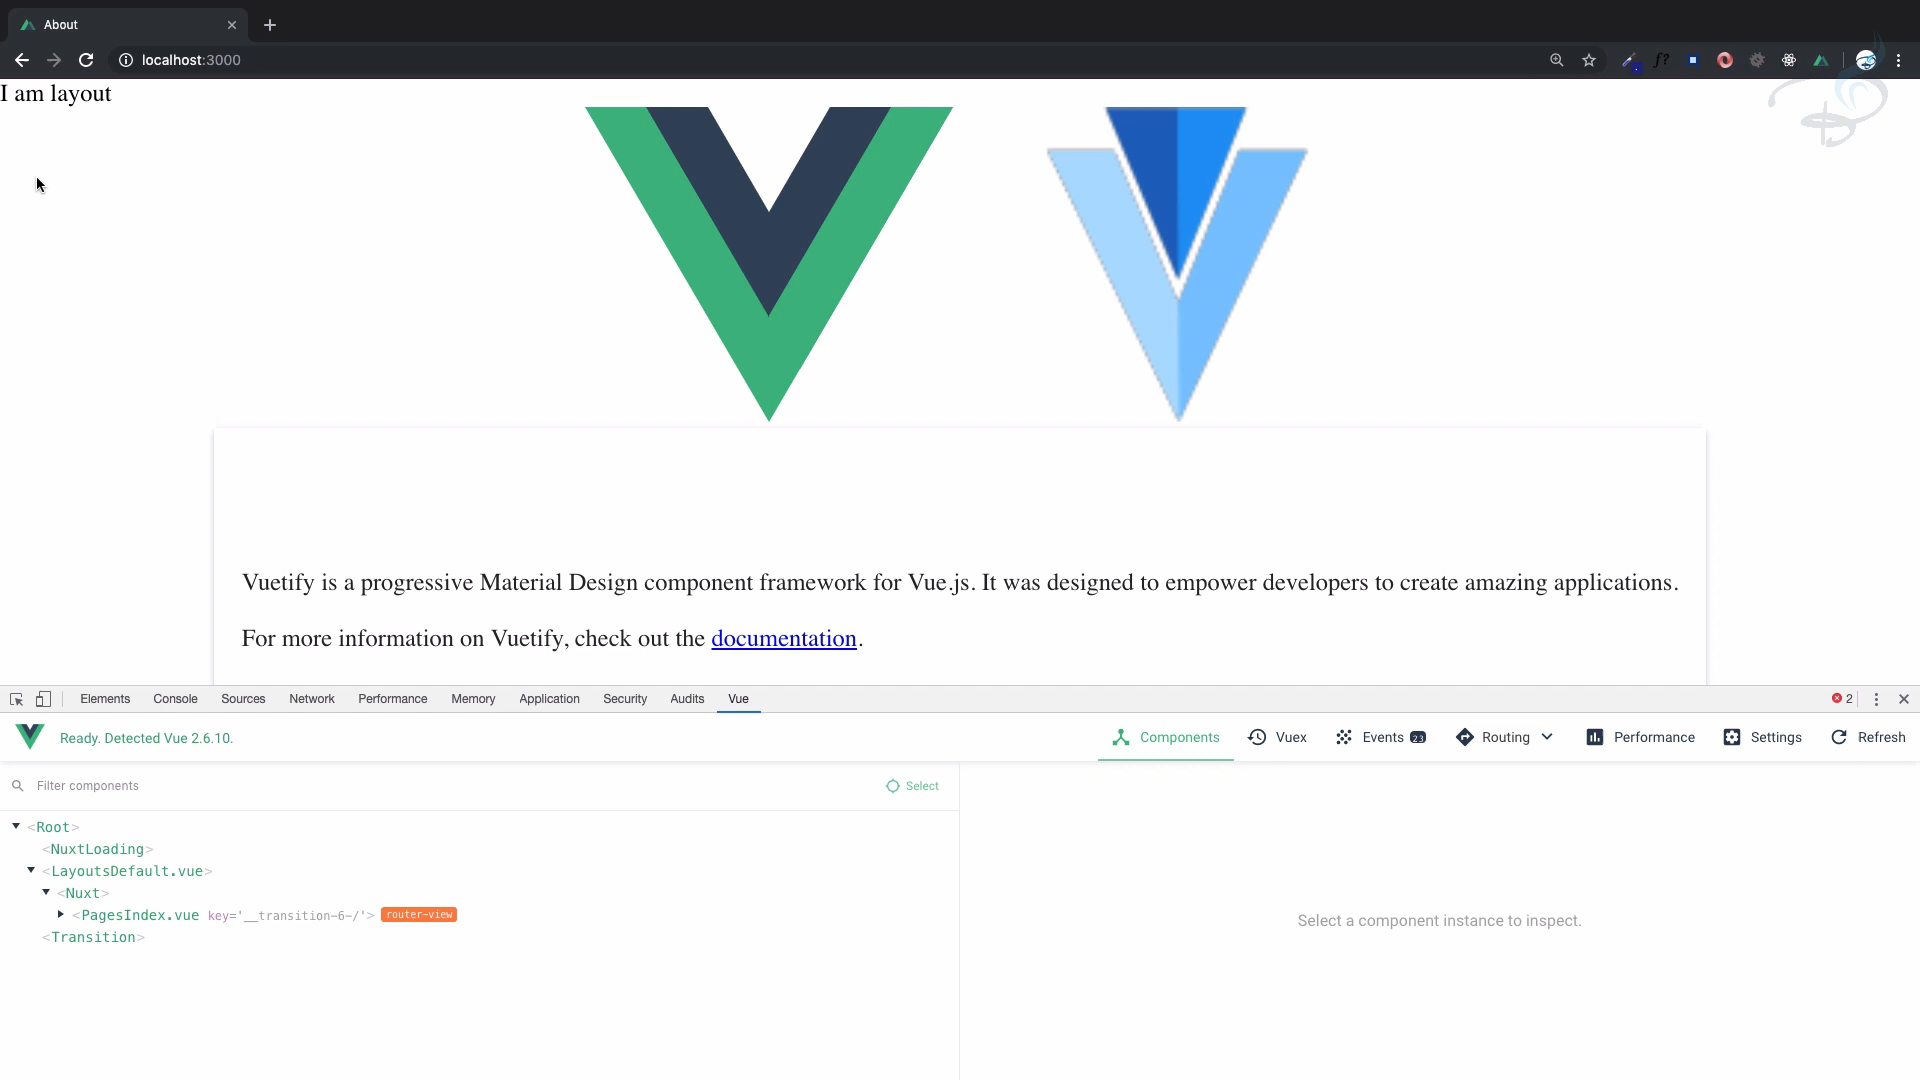 About
localhost:3000
f?
I am layout
Vuetify is a progressive Material Design component framework for Vue.js. It was designed to empower developers to create amazing applications.
For more information on Vuetify, check out the documentation.
Elements Console Sources Network Performance Memory Application Security Audits Vue 2
Ready. Detected Vue 2.6.10. Components Vuex Events 23 Routing Performance Settings Refresh
Filter components Select
<Root>
<NuxtLoading>
<LayoutsDefault.vue>
<Nuxt>
<PagesIndex.vue key='__transition-6-/'> router-view
<Transition>
Select a component instance to inspect.